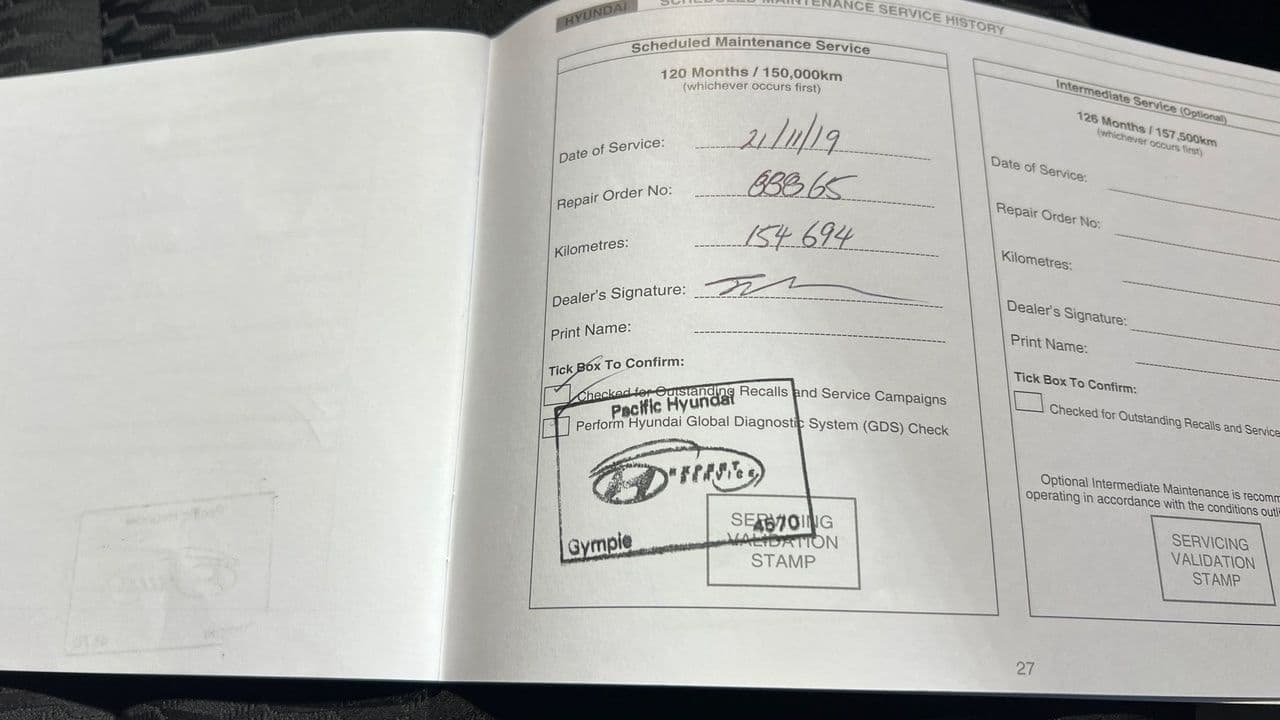 HYUNDAI
SCHEDULED MAINTENANCE SERVICE HISTORY
Scheduled Maintenance Service
120 Months / 150,000km
(whichever occurs first)
Date of Service: 21/11/19
Repair Order No:
Kilometres: 154 694
Dealer's Signature:
Print Name:
Tick Box To Confirm:
Checked for Outstanding Recalls and Service Campaigns
Pacific Hyundai
Perform Hyundai Global Diagnostic System (GDS) Check
Gympie
4570
SERVICING
VALIDATION
STAMP
Intermediate Service (Optional)
126 Months / 157,500km
(whichever occurs first)
Date of Service:
Repair Order No:
Kilometres:
Dealer's Signature:
Print Name:
Tick Box To Confirm:
Checked for Outstanding Recalls and Service
Optional Intermediate Maintenance is recomm
operating in accordance with the conditions outli
SERVICING
VALIDATION
STAMP
27